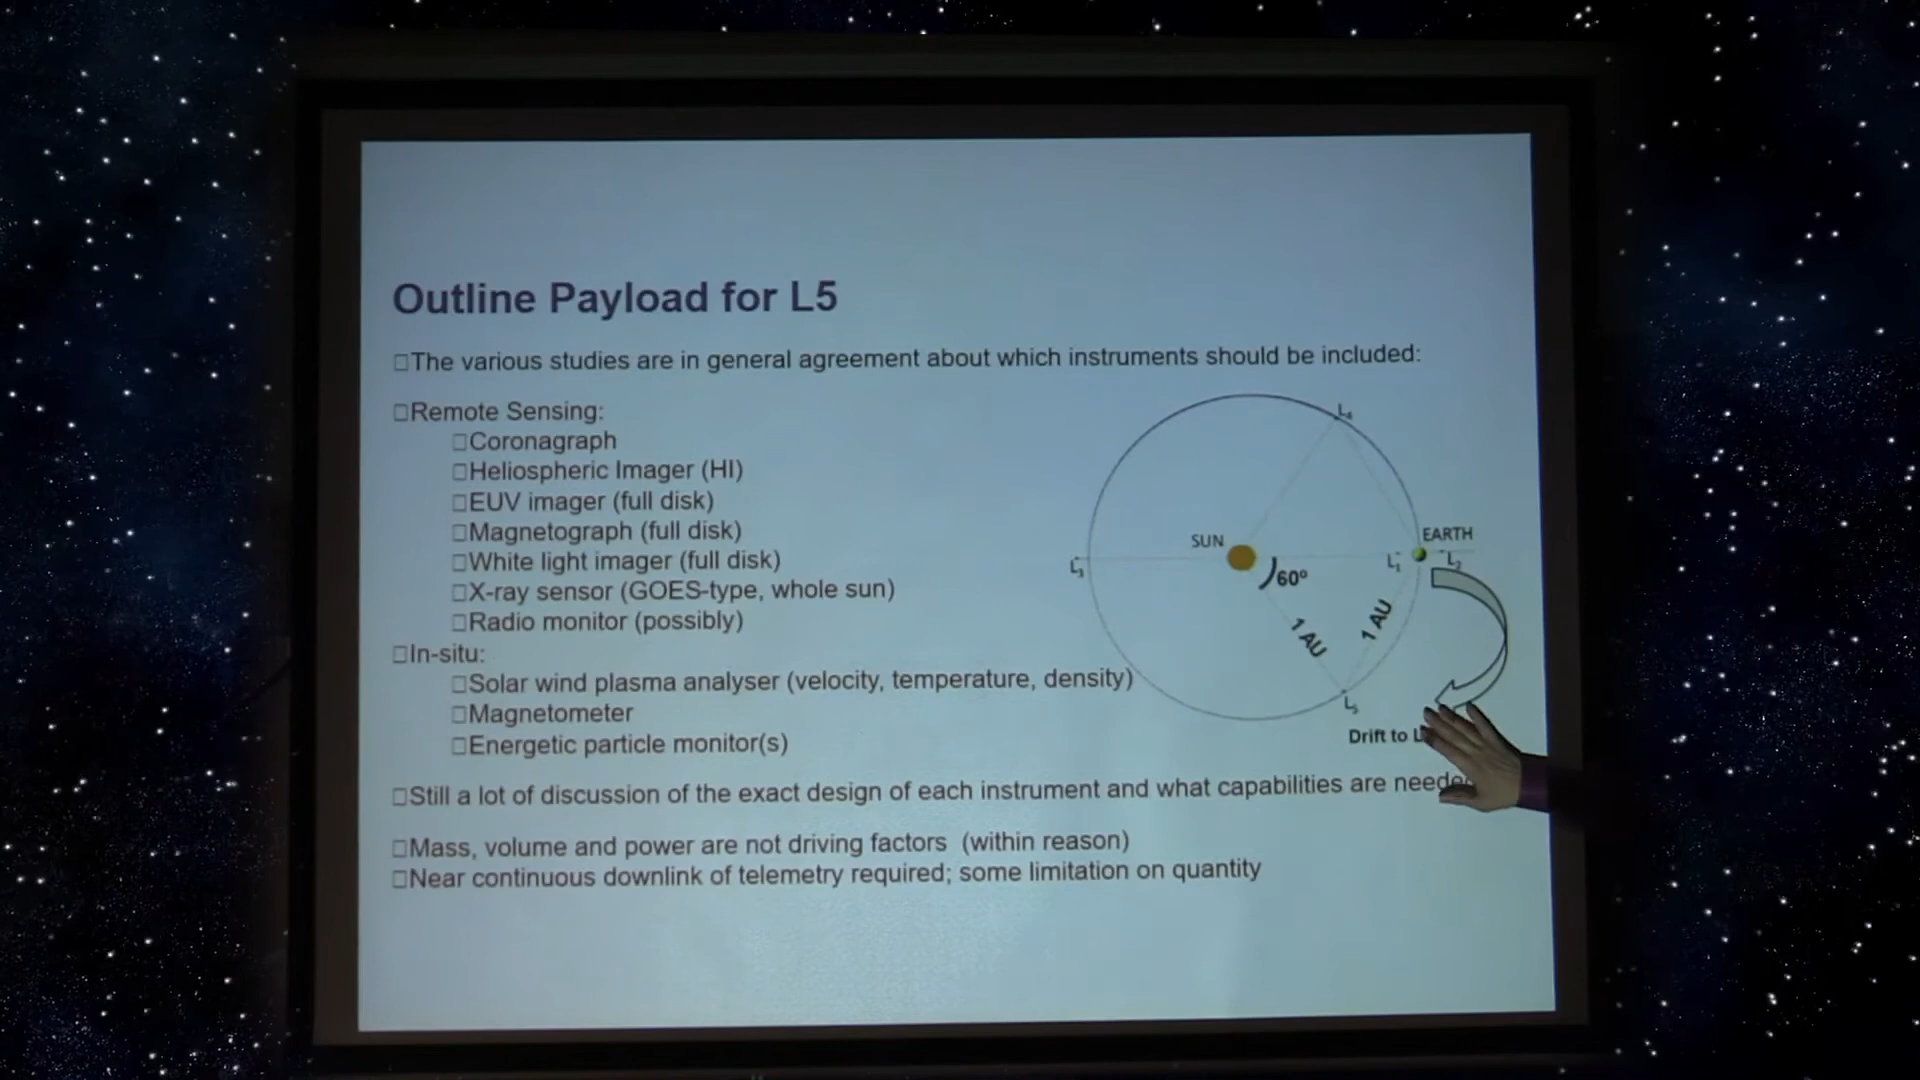 Outline Payload for L5
□The various studies are in general agreement about which instruments should be included:
□Remote Sensing:
□Coronagraph
□Heliospheric Imager (HI)
□EUV imager (full disk)
□Magnetograph (full disk)
□White light imager (full disk)
□X-ray sensor (GOES-type, whole sun)
□Radio monitor (possibly)
□In-situ:
□Solar wind plasma analyser (velocity, temperature, density)
□Magnetometer
□Energetic particle monitor(s)
□Still a lot of discussion of the exact design of each instrument and what capabilities are
□Mass, volume and power are not driving factors (within reason)
□Near continuous downlink of telemetry required; some limitation on quantity
L4
EARTH
SUN
L3
L1
L2
60º
1 AU
1 AU
L5
Drift to